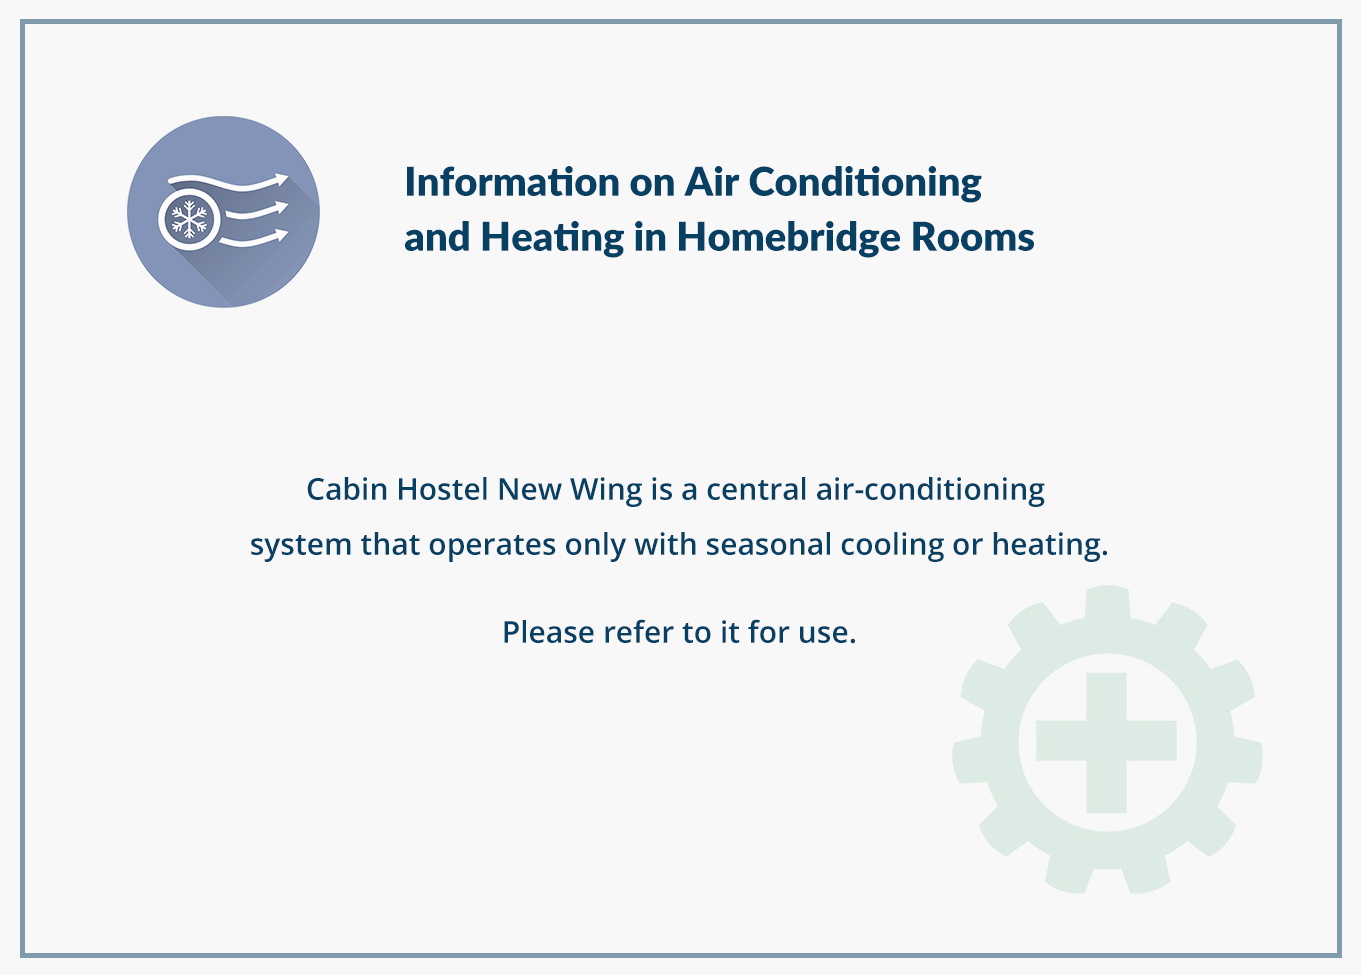 Information on Air Conditioning
and Heating in Homebridge Rooms
Cabin Hostel New Wing is a central air-conditioning
system that operates only with seasonal cooling or heating.
Please refer to it for use.